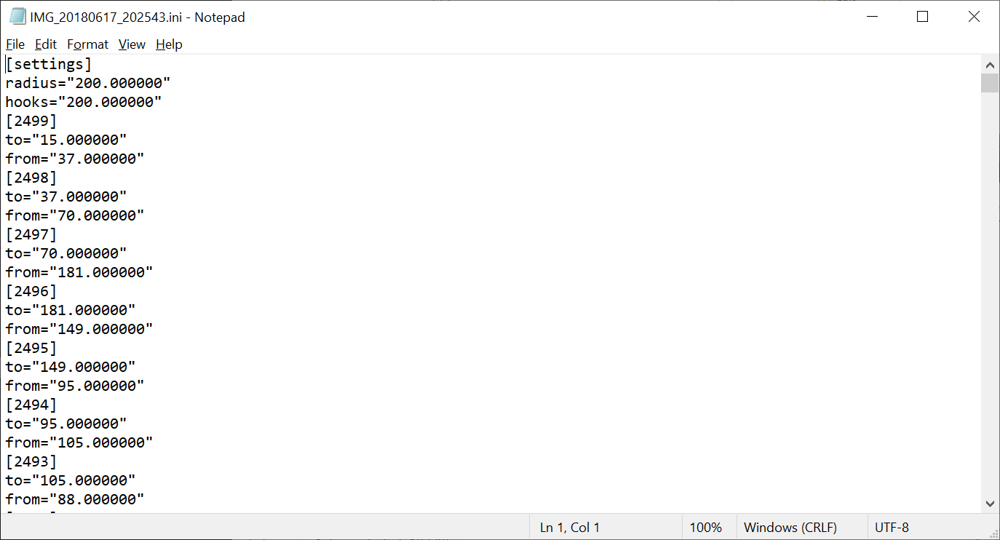 IMG_20180617_202543.ini - Notepad
File Edit Format View Help
[settings]
radius="200.000000"
hooks="200.000000"
[2499]
to="15.000000"
from="37.000000"
[2498]
to="37.000000"
from="70.000000"
[2497]
to="70.000000"
from="181.000000"
[2496]
to="181.000000"
from="149.000000"
[2495]
to="149.000000"
from="95.000000"
[2494]
to="95.000000"
from="105.000000"
[2493]
to="105.000000"
from="88.000000"
Ln 1, Col 1 100% Windows (CRLF) UTF-8